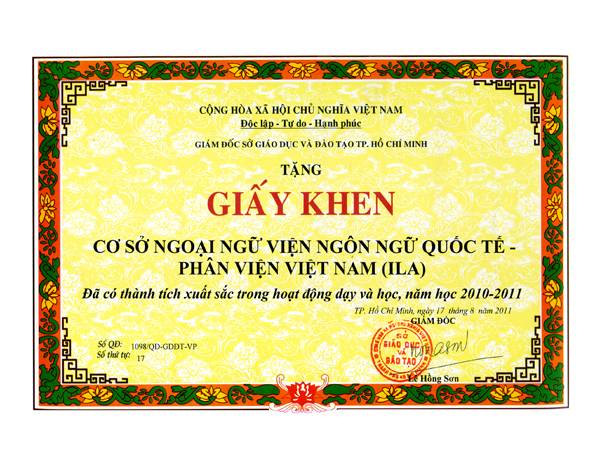 CỘNG HÒA XÃ HỘI CHỦ NGHĨA VIỆT NAM
Độc lập - Tự do - Hạnh phúc
GIÁM ĐỐC SỞ GIÁO DỤC VÀ ĐÀO TẠO TP. HỒ CHÍ MINH
TẶNG
GIẤY KHEN
CƠ SỞ NGOẠI NGỮ VIỆN NGÔN NGỮ QUỐC TẾ -
PHÂN VIỆN VIỆT NAM (ILA)
Đã có thành tích xuất sắc trong hoạt động dạy và học, năm học 2010-2011
TP. Hồ Chí Minh, ngày 17 tháng 8 năm 2011
GIÁM ĐỐC
Số QĐ: 1098/QĐ-GDĐT-VP
Số thứ tự: 17
SỞ
GIÁO DỤC
VÀ
ĐÀO TẠO
Lê Hồng Sơn